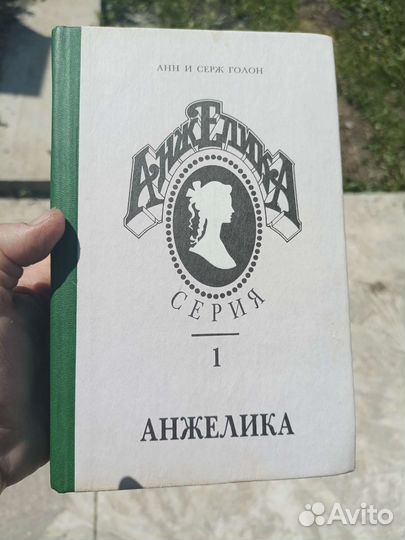 АНН И СЕРЖ ГОЛОН
АНЖЕЛИКА
СЕРИЯ
1
АНЖЕЛИКА
Avito